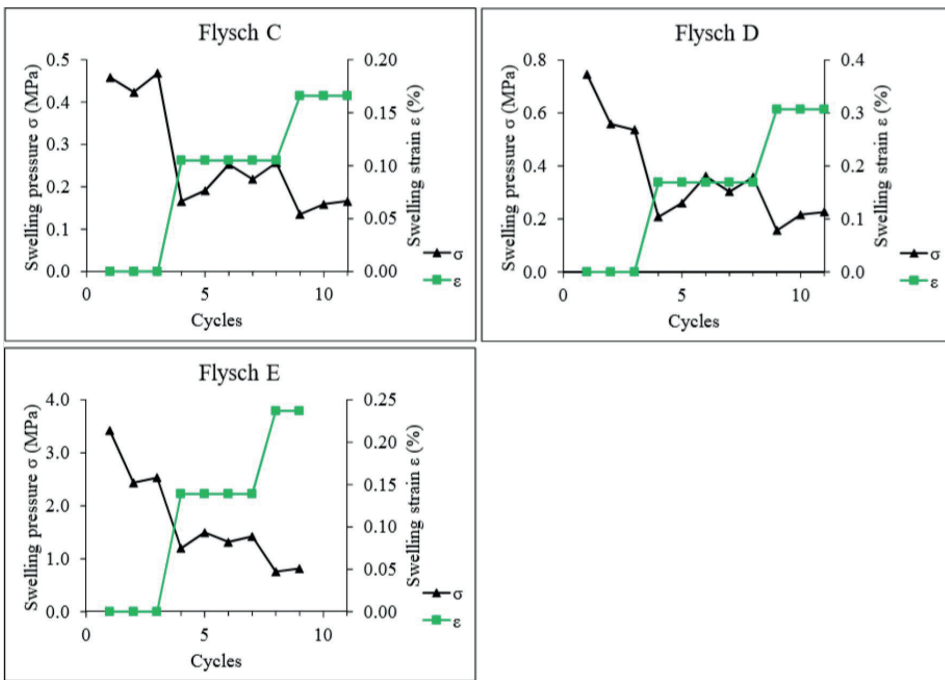 Flysch C
Swelling pressure σ (MPa)
0.5
0.4
0.3
0.2
0.1
0.0
0
5
10
Cycles
0.20
0.15
0.10
0.05
0.00
Swelling strain ε (%)
σ
ε
Flysch D
Swelling pressure σ (MPa)
0.8
0.6
0.4
0.2
0.0
0
5
10
Cycles
0.4
0.3
0.2
0.1
0.0
Swelling strain ε (%)
σ
ε
Flysch E
Swelling pressure σ (MPa)
4.0
3.0
2.0
1.0
0.0
0
5
10
Cycles
0.25
0.20
0.15
0.10
0.05
0.00
Swelling strain ε (%)
σ
ε